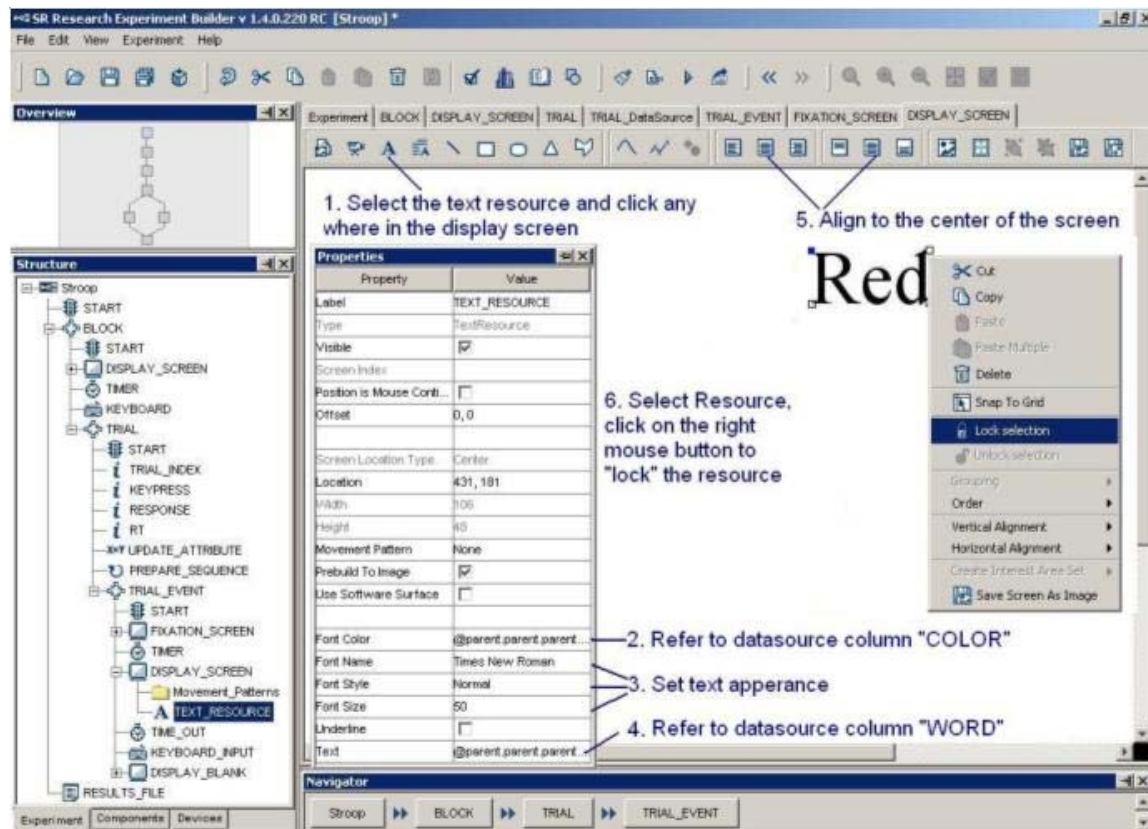 SR Research Experiment Builder v 1.4.0.220 RC [Stroop] *
File Edit View Experiment Help
Overview
Experiment BLOCK DISPLAY_SCREEN TRIAL TRIAL_DataSource TRIAL_EVENT FIXATION_SCREEN DISPLAY_SCREEN
1. Select the text resource and click any
where in the display screen
5. Align to the center of the screen
Red
Cut
Copy
Paste
Paste Multiple
Delete
Snap To Grid
Lock selection
Unlock selection
Grouping
Order
Vertical Alignment
Horizontal Alignment
Create Interest Area Set
Save Screen As Image
Structure
Stroop
START
BLOCK
START
DISPLAY_SCREEN
TIMER
KEYBOARD
TRIAL
START
TRIAL_INDEX
KEYPRESS
RESPONSE
RT
UPDATE_ATTRIBUTE
PREPARE_SEQUENCE
TRIAL_EVENT
START
FIXATION_SCREEN
TIMER
DISPLAY_SCREEN
Movement_Patterns
A TEXT_RESOURCE
TIME_OUT
KEYBOARD_INPUT
DISPLAY_BLANK
RESULTS_FILE
Experiment Components Devices
Properties
Property Value
Label TEXT_RESOURCE
Type TextResource
Visible
Screen Index
Position is Mouse Conti...
Offset 0, 0
Screen Location Type Center
Location 431, 181
Width 106
Height 48
Movement Pattern None
Prebuild To Image
Use Software Surface
Font Color @parent.parent.parent...
Font Name Times New Roman
Font Style Normal
Font Size 50
Underline
Text @parent.parent.parent...
6. Select Resource,
click on the right
mouse button to
"lock" the resource
2. Refer to datasource column "COLOR"
3. Set text apperance
4. Refer to datasource column "WORD"
Navigator
Stroop BLOCK TRIAL TRIAL_EVENT